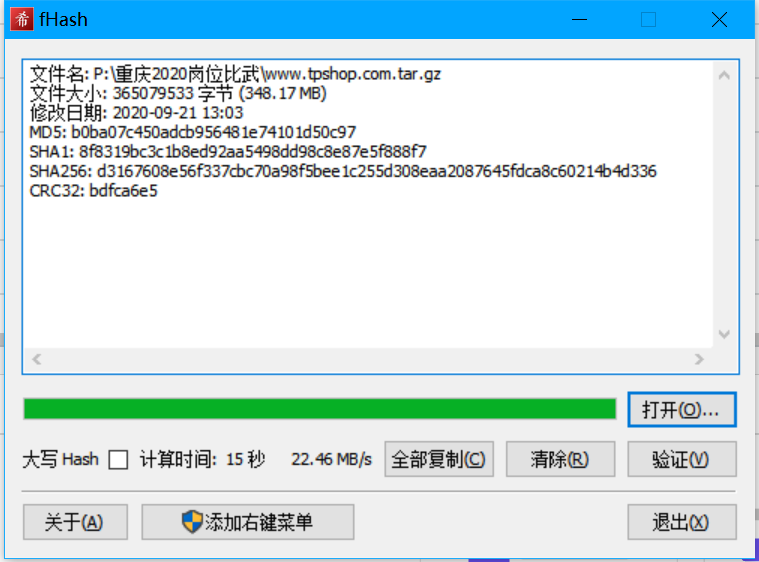 希 fHash
文件名: P:\重庆2020岗位比武\www.tpshop.com.tar.gz
文件大小: 365079533 字节 (348.17 MB)
修改日期: 2020-09-21 13:03
MD5: b0ba07c450adcb956481e74101d50c97
SHA1: 8f8319bc3c1b8ed92aa5498dd98c8e87e5f888f7
SHA256: d3167608e56f337cbc70a98f5bee1c255d308eaa2087645fdca8c60214b4d336
CRC32: bdfca6e5
打开(O)...
大写 Hash 计算时间: 15 秒 22.46 MB/s 全部复制(C) 清除(R) 验证(V)
关于(A) 添加右键菜单 退出(X)